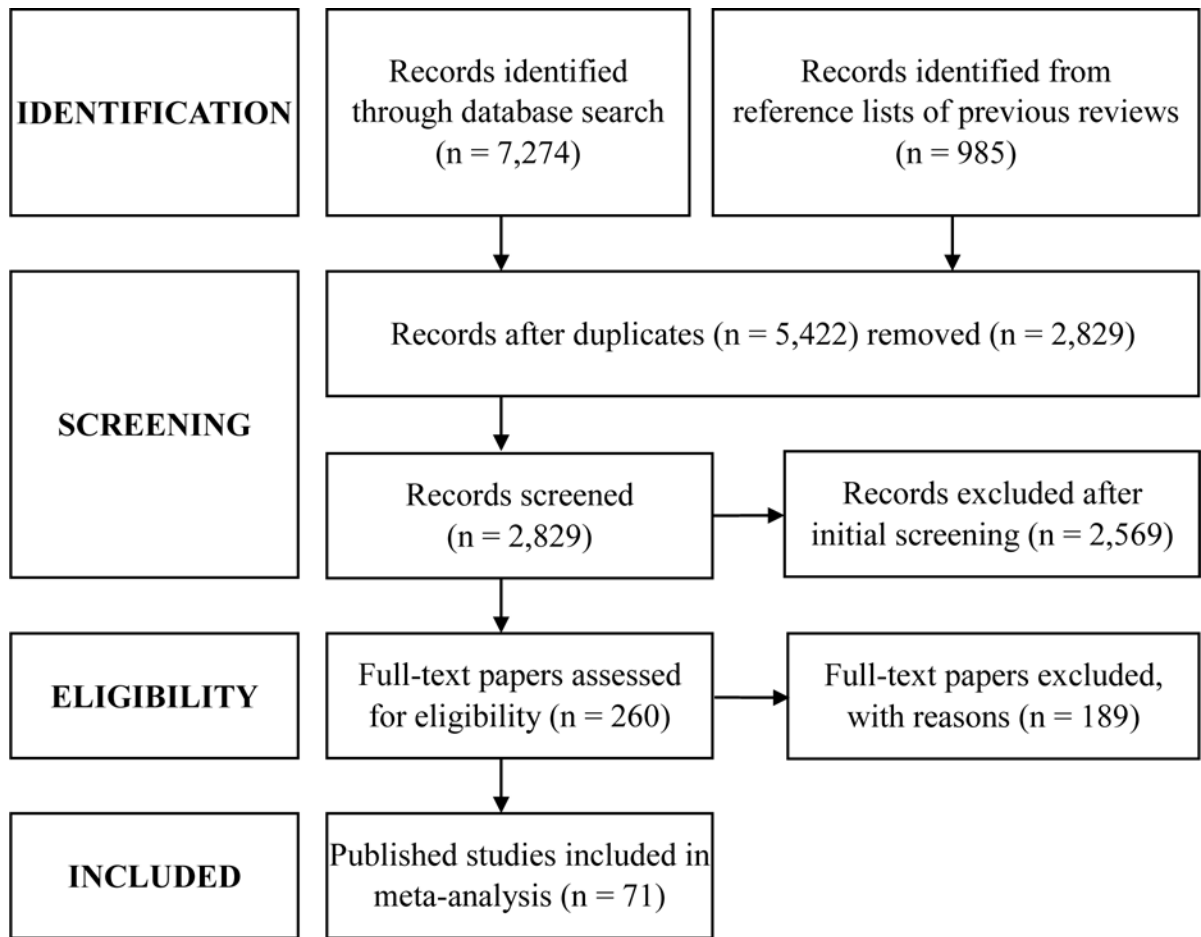 IDENTIFICATION
Records identified
through database search
(n = 7,274)
Records identified from
reference lists of previous reviews
(n = 985)
SCREENING
Records after duplicates (n = 5,422) removed (n = 2,829)
Records screened
(n = 2,829)
Records excluded after
initial screening (n = 2,569)
ELIGIBILITY
Full-text papers assessed
for eligibility (n = 260)
Full-text papers excluded,
with reasons (n = 189)
INCLUDED
Published studies included in
meta-analysis (n = 71)